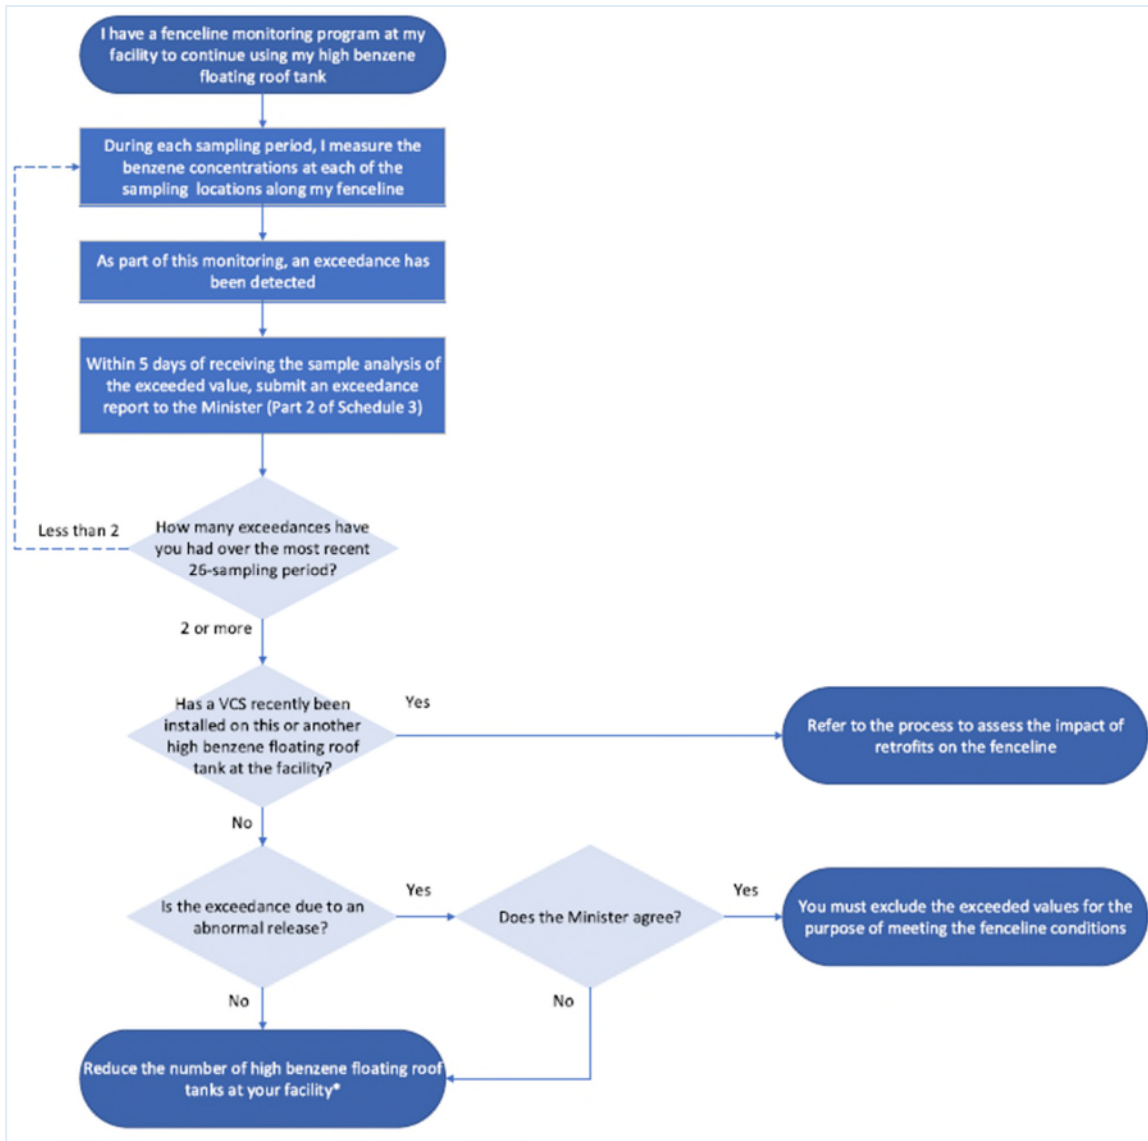 I have a fenceline monitoring program at my
facility to continue using my high benzene
floating roof tank
During each sampling period, I measure the
benzene concentrations at each of the
sampling locations along my fenceline
As part of this monitoring, an exceedance has
been detected
Within 5 days of receiving the sample analysis of
the exceeded value, submit an exceedance
report to the Minister (Part 2 of Schedule 3)
Less than 2
How many exceedances have
you had over the most recent
26-sampling period?
2 or more
Has a VCS recently been
installed on this or another
high benzene floating roof
tank at the facility?
Yes
Refer to the process to assess the impact of
retrofits on the fenceline
No
Is the exceedance due to an
abnormal release?
Yes
Does the Minister agree?
Yes
You must exclude the exceeded values for the
purpose of meeting the fenceline conditions
No
No
Reduce the number of high benzene floating roof
tanks at your facility*